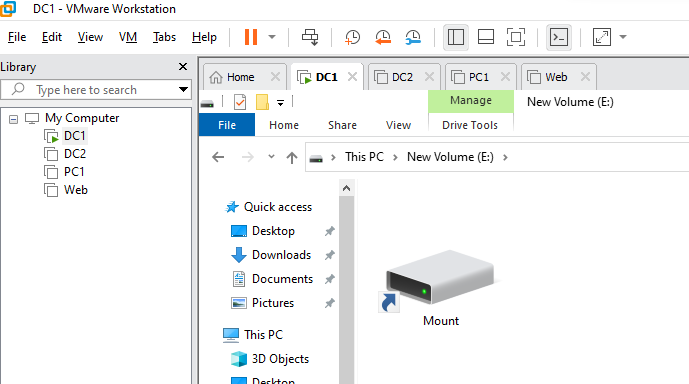 DC1 - VMware Workstation
File Edit View VM Tabs Help
Library
Type here to search
My Computer
DC1
DC2
PC1
Web
Home DC1 DC2 PC1 Web
Manage New Volume (E:)
File Home Share View Drive Tools
This PC New Volume (E:)
Quick access
Desktop
Downloads
Documents
Pictures
This PC
3D Objects
Desktop
Mount